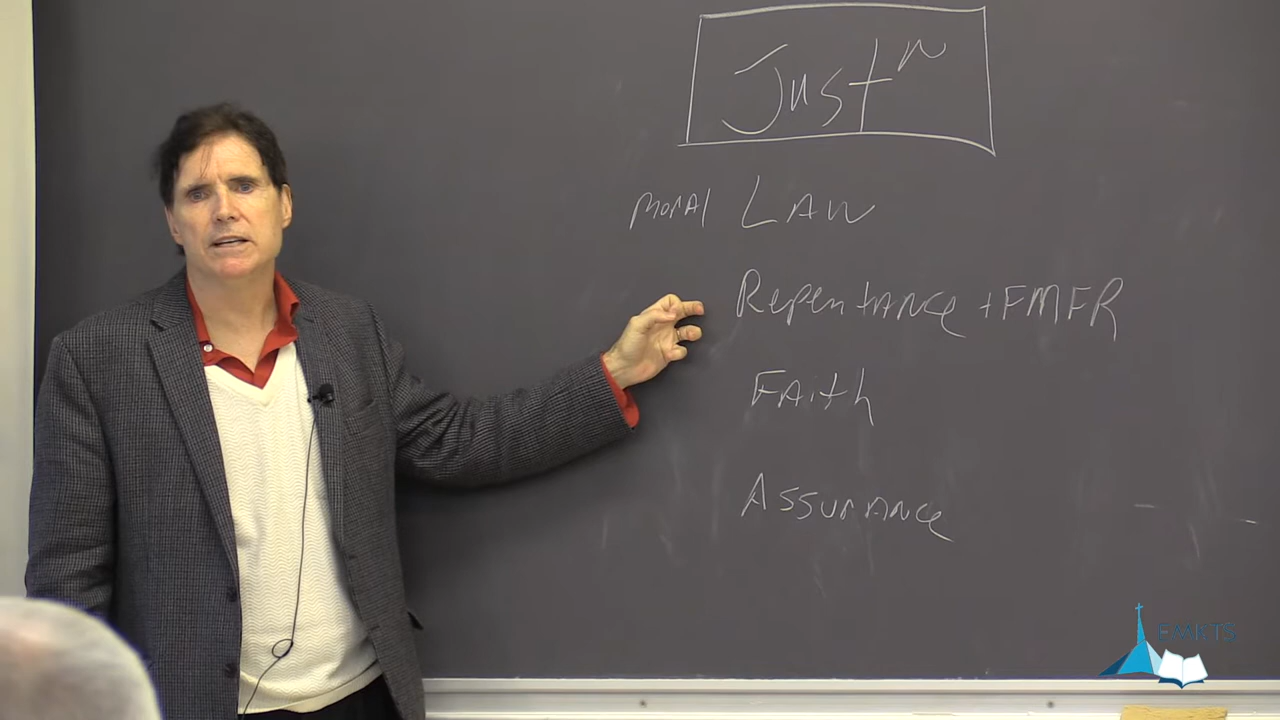 Justn
Moral Law
Repentance + FMFR
Faith
Assurance
EMKTS